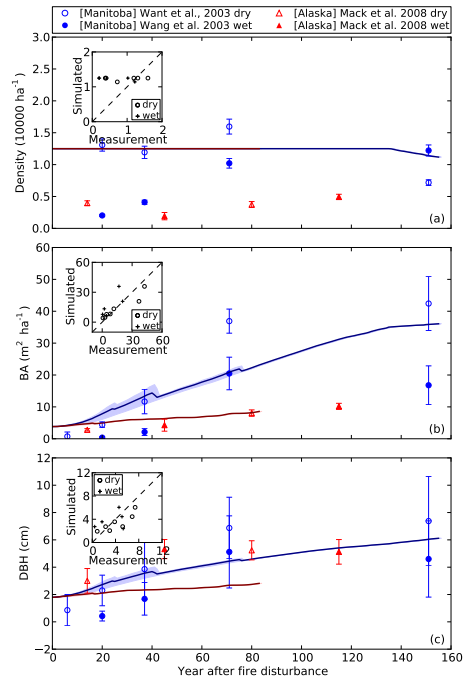 [Manitoba] Want et al., 2003 dry [Alaska] Mack et al. 2008 dry
[Manitoba] Wang et al. 2003 wet [Alaska] Mack et al. 2008 wet
3.0
2.5
2.0
1.5
1.0
0.5
0.0
Density (10000 ha⁻¹)
2
1
0
Simulated
0 1 2
Measurement
dry
wet
(a)
60
50
40
30
20
10
0
BA (m² ha⁻¹)
60
30
0
Simulated
0 30 60
Measurement
dry
wet
(b)
12
10
8
6
4
2
0
−2
DBH (cm)
12
8
4
0
Simulated
0 4 8 12
Measurement
dry
wet
(c)
0 20 40 60 80 100 120 140 160
Year after fire disturbance